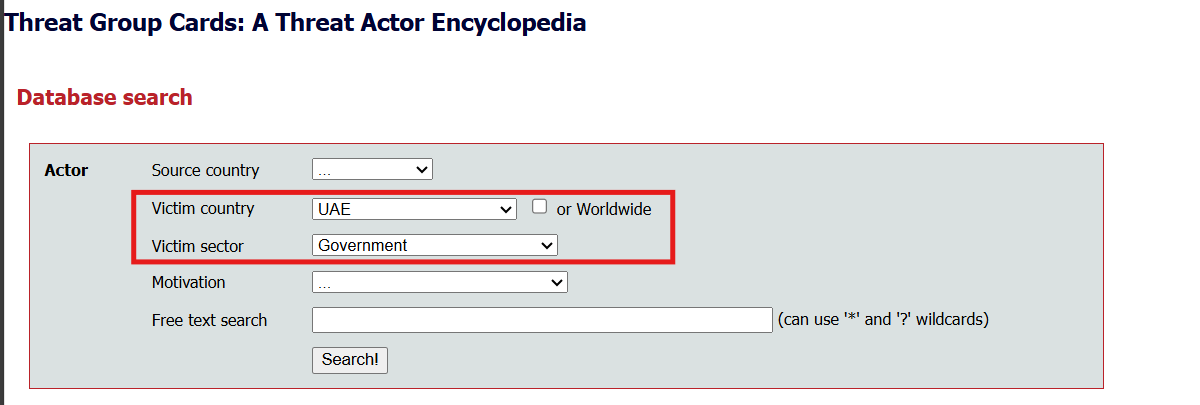 Threat Group Cards: A Threat Actor Encyclopedia
Database search
Actor Source country ...
Victim country UAE or Worldwide
Victim sector Government
Motivation ...
Free text search (can use '*' and '?' wildcards)
Search!